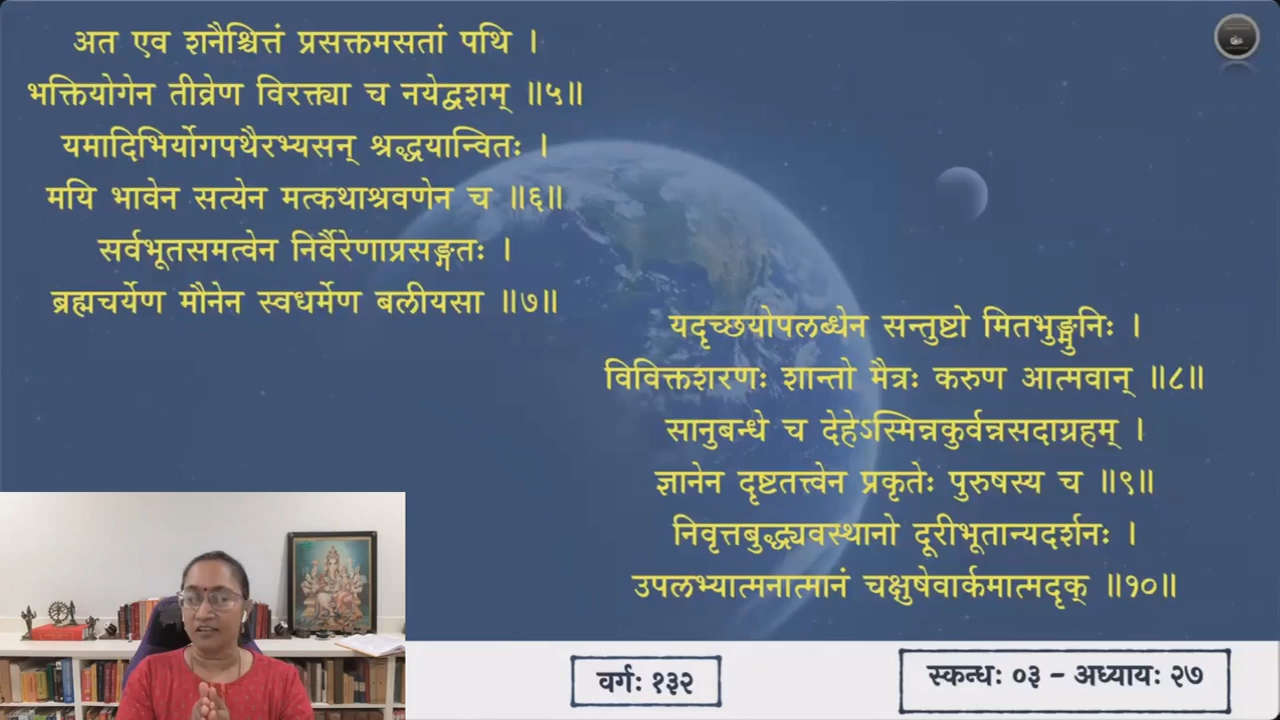 अत एव शनैश्चित्तं प्रसक्तमसतां पथि ।
भक्तियोगेन तीव्रेण विरक्त्या च नयेद्वशम् ॥५॥
यमादिभिर्योगपथैरभ्यसन् श्रद्धयान्वितः ।
मयि भावेन सत्येन मत्कथाश्रवणेन च ॥६॥
सर्वभूतसमत्वेन निर्वैरेणाप्रसङ्गतः ।
ब्रह्मचर्येण मौनेन स्वधर्मेण बलीयसा ॥७॥
यदृच्छयोपलब्धेन सन्तुष्टो मितभुङ्मुनिः ।
विविक्तशरणः शान्तो मैत्रः करुण आत्मवान् ॥८॥
सानुबन्धे च देहेऽस्मिन्नकुर्वन्नसदाग्रहम् ।
ज्ञानेन दृष्टतत्त्वेन प्रकृतेः पुरुषस्य च ॥९॥
निवृत्तबुद्ध्यवस्थानो दूरीभूतान्यदर्शनः ।
उपलभ्यात्मनात्मानं चक्षुषेवार्कमात्मदृक् ॥१०॥
वर्गः १३२
स्कन्धः ०३ - अध्यायः २७